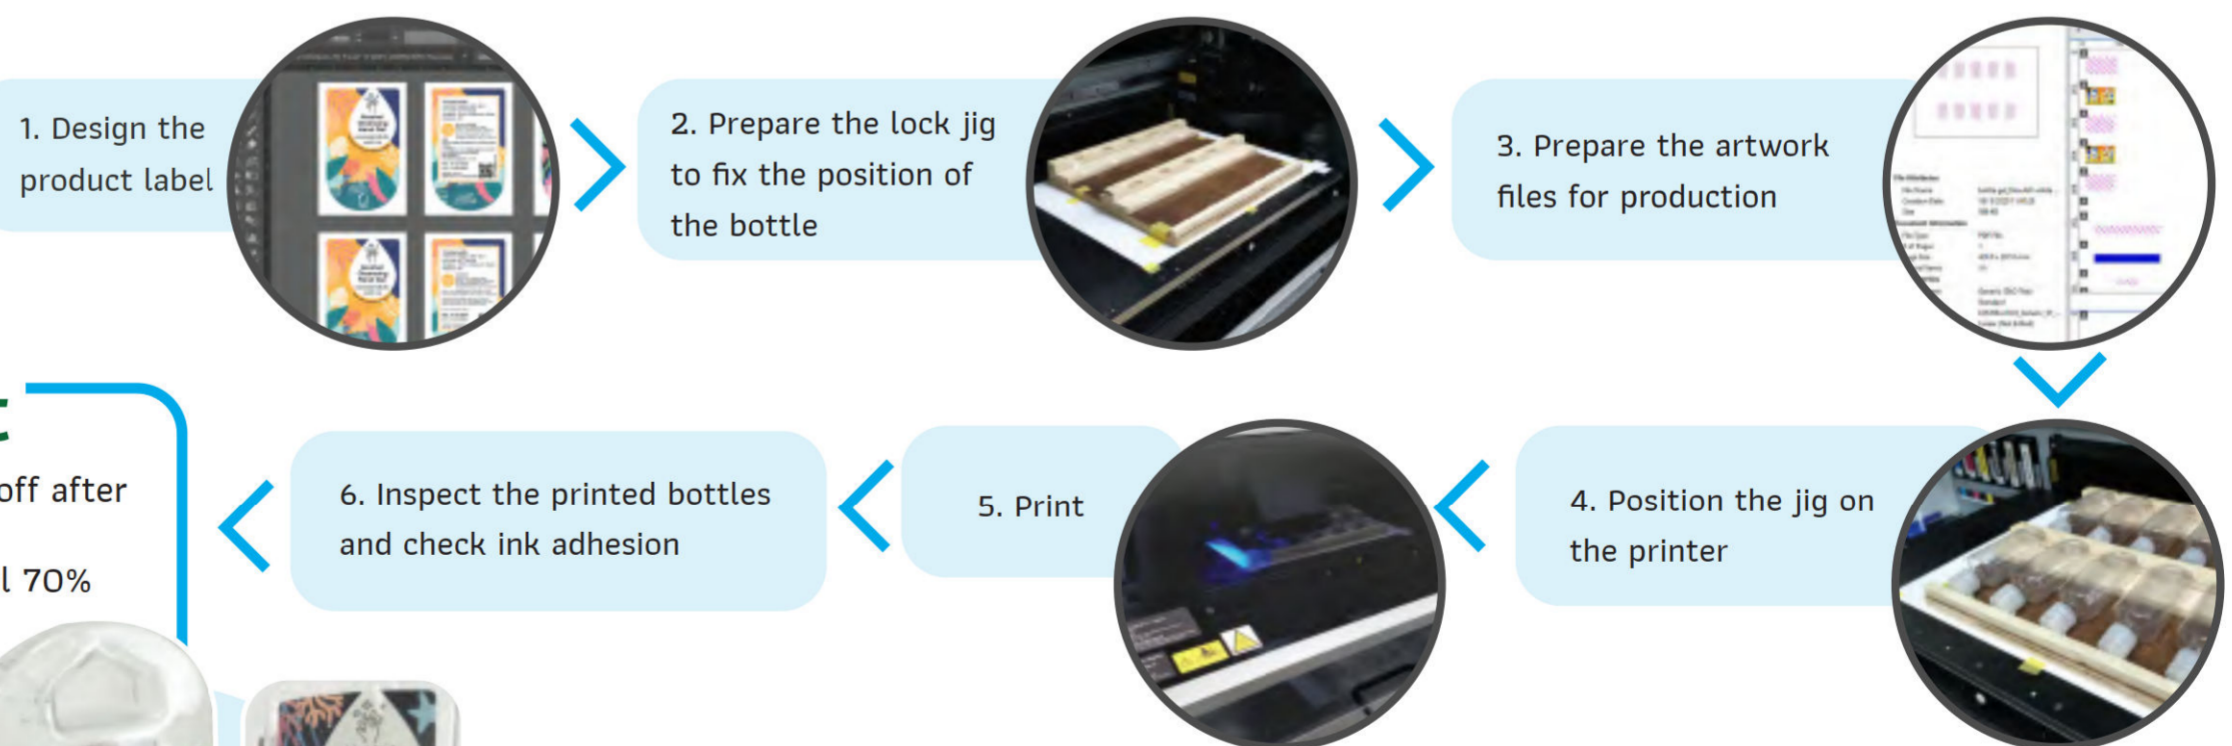 1. Design the
product label
2. Prepare the lock jig
to fix the position of
the bottle
3. Prepare the artwork
files for production
4. Position the jig on
the printer
5. Print
6. Inspect the printed bottles
and check ink adhesion
off after
l 70%